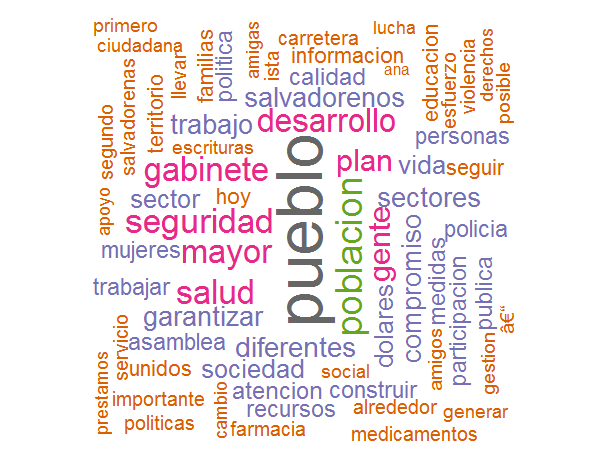 primero
ciudadana
segundo
salvadorenas
territorio
llevar
familias
politica
amigas
ista
carretera
informacion
lucha
ana
calidad
salvadorenos
educacion
esfuerzo
violencia
derechos
posible
trabajo
desarrollo
personas
escrituras
gabinete
plan
vida
seguir
apoyo
sector
hoy
pueblo
poblacion
gente
sectores
seguridad
mayor
mujeres
compromiso
policia
trabajar
salud
dolares
medidas
participacion
publica
â€“
garantizar
servicio
asamblea
diferentes
amigos
gestion
prestamos
unidos
sociedad
social
importante
cambio
atencion
construir
recursos
alrededor
generar
politicas
farmacia
medicamentos